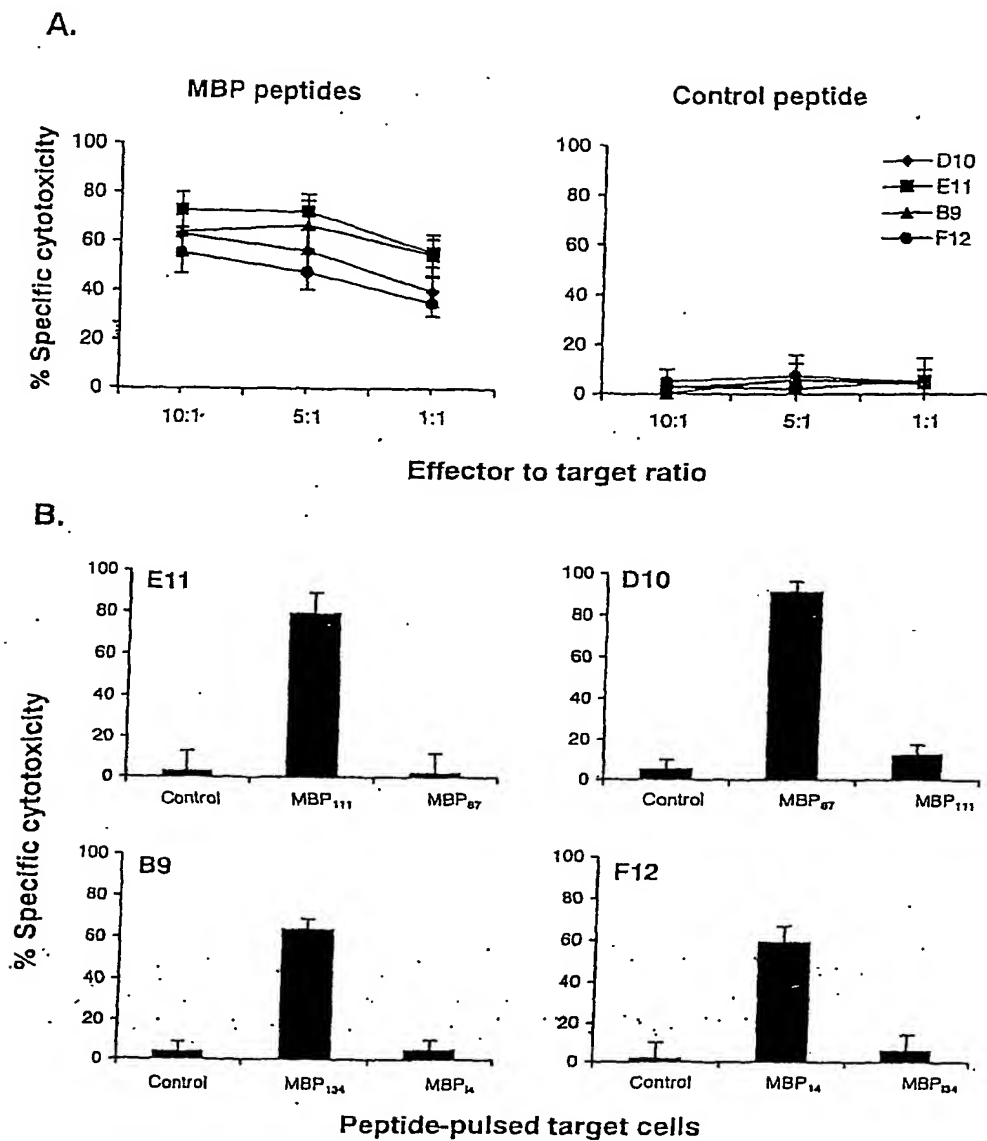 A.
MBP peptides
Control peptide
% Specific cytotoxicity
100
80
60
40
20
0
10:1
5:1
1:1
100
80
60
40
20
0
10:1
5:1
1:1
D10
E11
B9
F12
Effector to target ratio
B.
% Specific cytotoxicity
E11
100
80
60
40
20
0
Control
MBP111
MBP87
D10
100
80
60
40
20
0
Control
MBP87
MBP111
B9
100
80
60
40
20
0
Control
MBP134
MBP14
F12
100
80
60
40
20
0
Control
MBP14
MBP134
Peptide-pulsed target cells